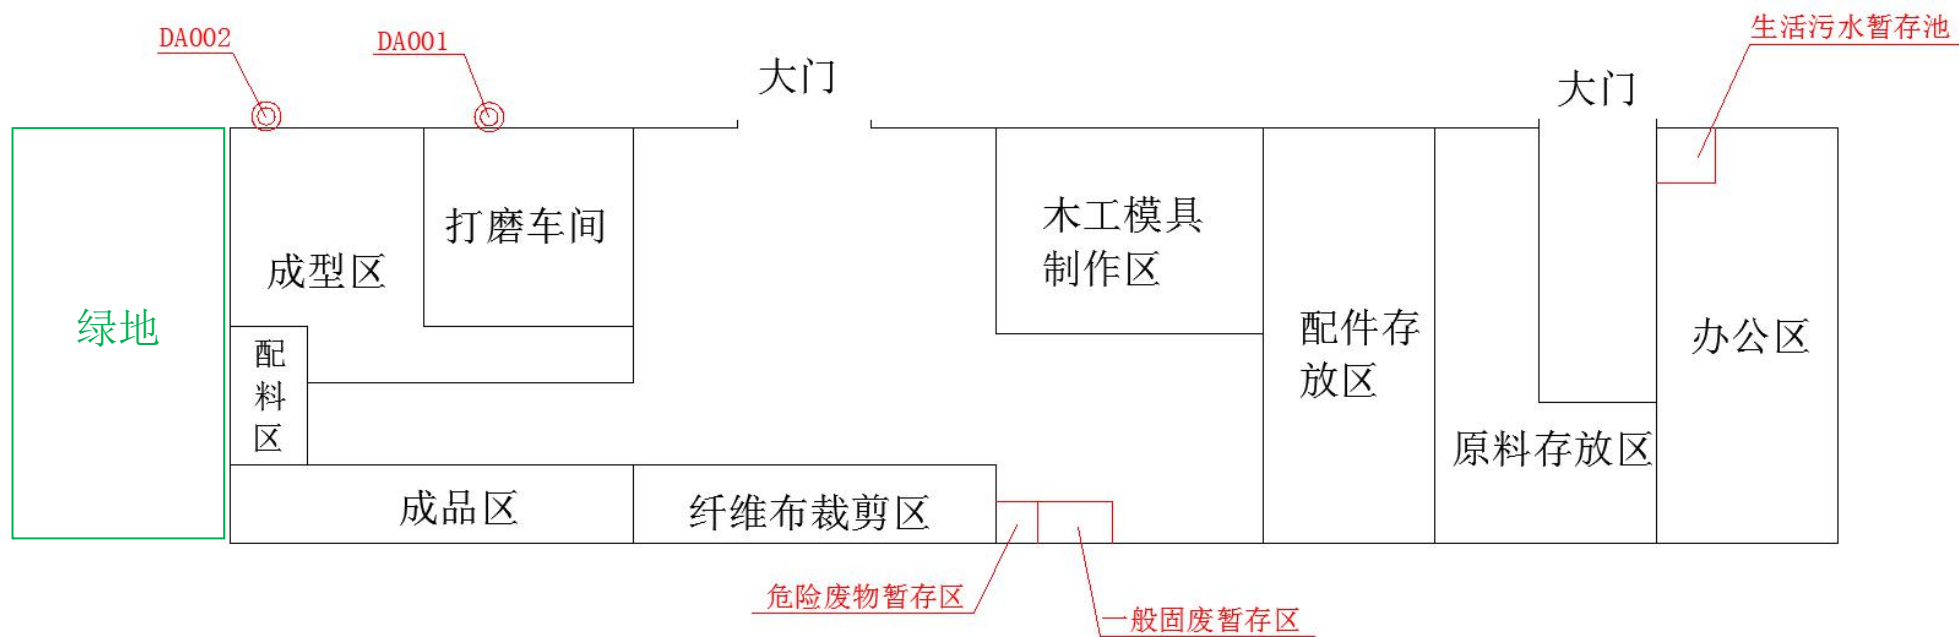 生活污水暂存池
DA002
DA001
大门
大门
打磨车间
木工模具
制作区
成型区
绿地
配件存
放区
办公区
配
料
区
原料存放区
成品区
纤维布裁剪区
危险废物暂存区
一般固废暂存区